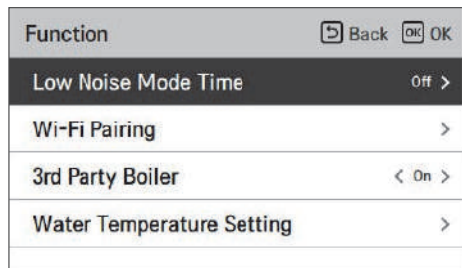 Function Back OK OK
Low Noise Mode Time Off >
Wi-Fi Pairing >
3rd Party Boiler < On >
Water Temperature Setting >